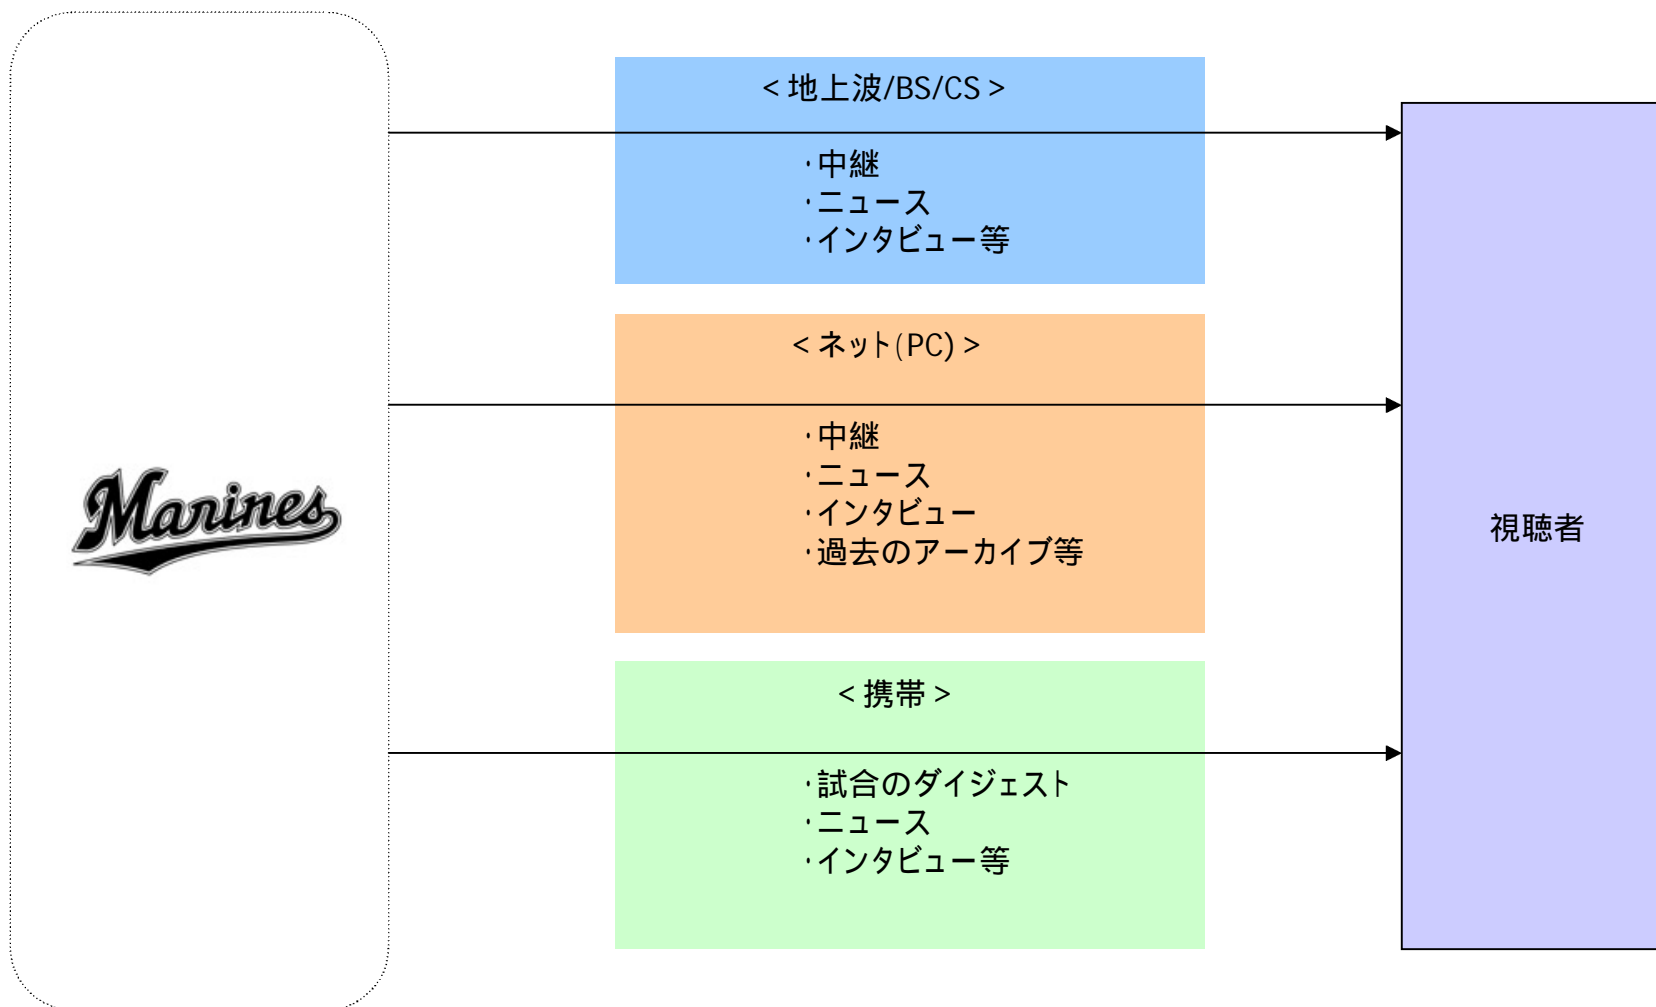 <地上波/BS/CS>
・中継
・ニュース
・インタビュー等
<ネット(PC)>
・中継
・ニュース
・インタビュー
・過去のアーカイブ等
Marines
視聴者
<携帯>
・試合のダイジェスト
・ニュース
・インタビュー等